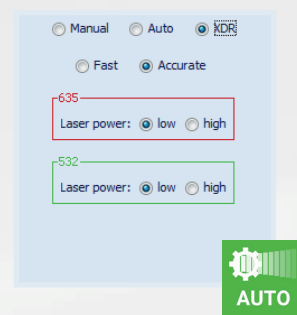 Manual Auto XDR
Fast Accurate
635
Laser power: low high
532
Laser power: low high
AUTO